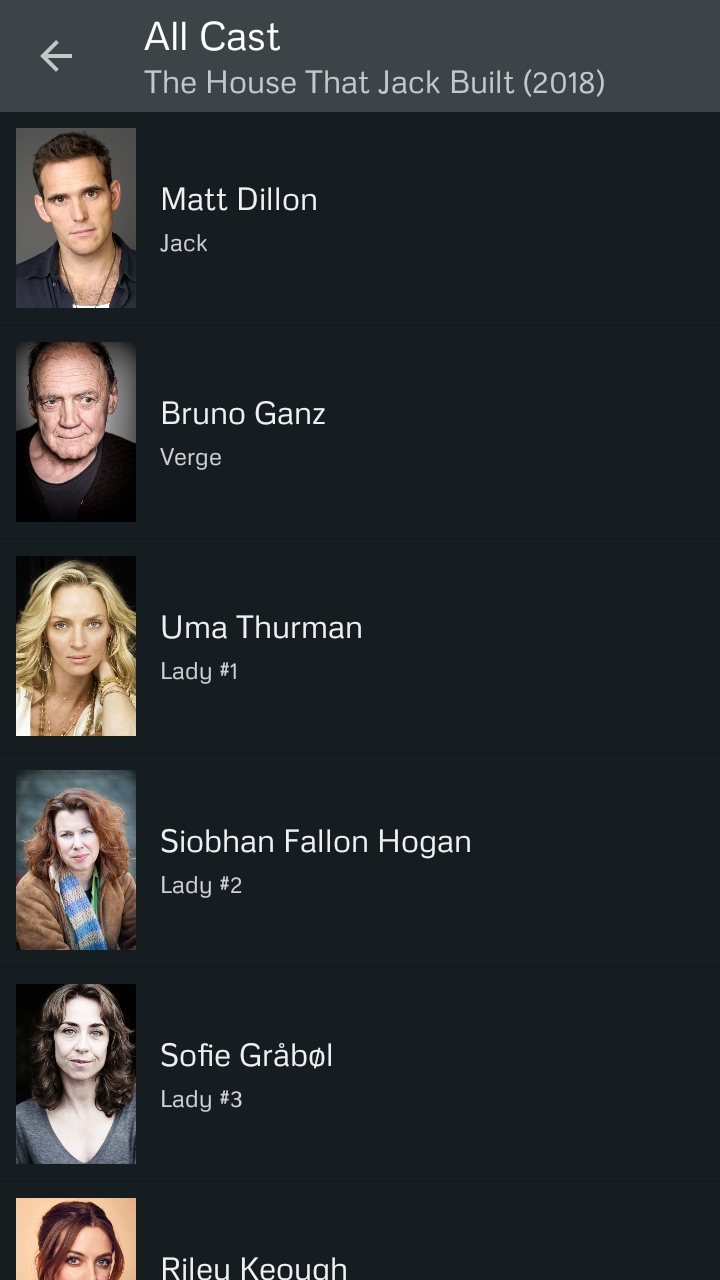 All Cast
The House That Jack Built (2018)
Matt Dillon
Jack
Bruno Ganz
Verge
Uma Thurman
Lady #1
Siobhan Fallon Hogan
Lady #2
Sofie Gråbøl
Lady #3
Riley Keough